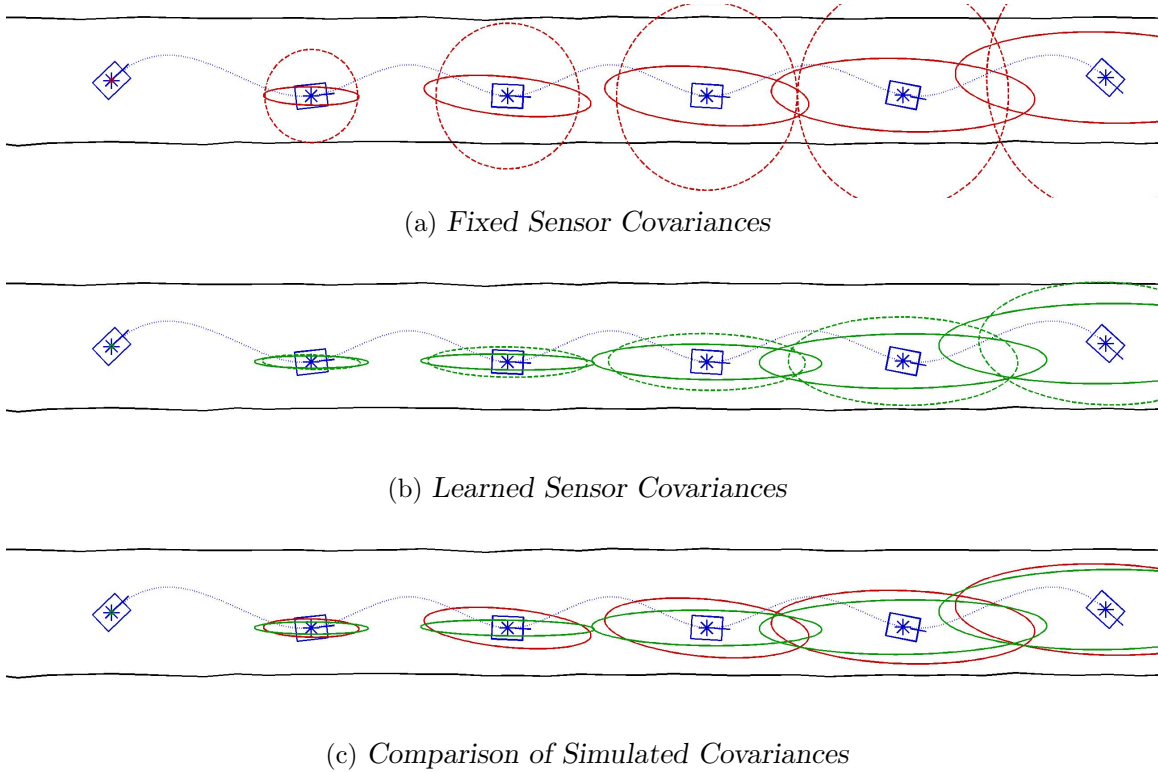 (a) Fixed Sensor Covariances
(b) Learned Sensor Covariances
(c) Comparison of Simulated Covariances